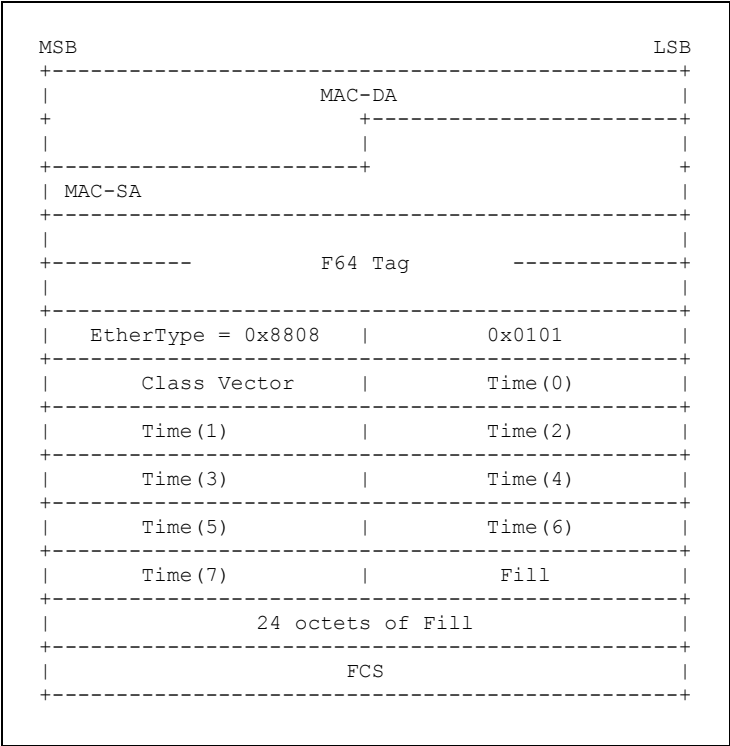 MSB LSB
MAC-DA
MAC-SA
F64 Tag
EtherType = 0x8808 | 0x0101
Class Vector | Time(0)
Time(1) | Time(2)
Time(3) | Time(4)
Time(5) | Time(6)
Time(7) | Fill
24 octets of Fill
FCS